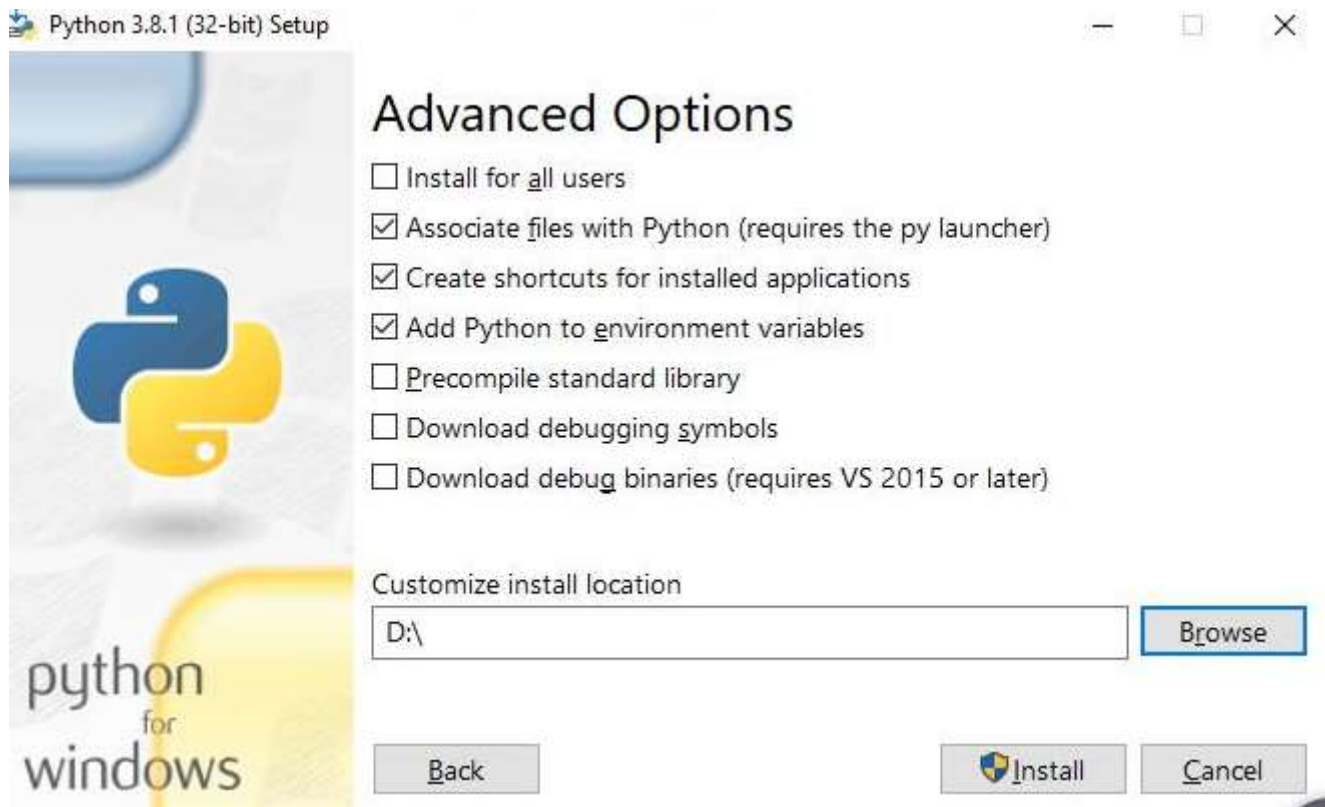 Python 3.8.1 (32-bit) Setup
Advanced Options
Install for all users
Associate files with Python (requires the py launcher)
Create shortcuts for installed applications
Add Python to environment variables
Precompile standard library
Download debugging symbols
Download debug binaries (requires VS 2015 or later)
Customize install location
D:\
Browse
python
for
windows
Back
Install
Cancel